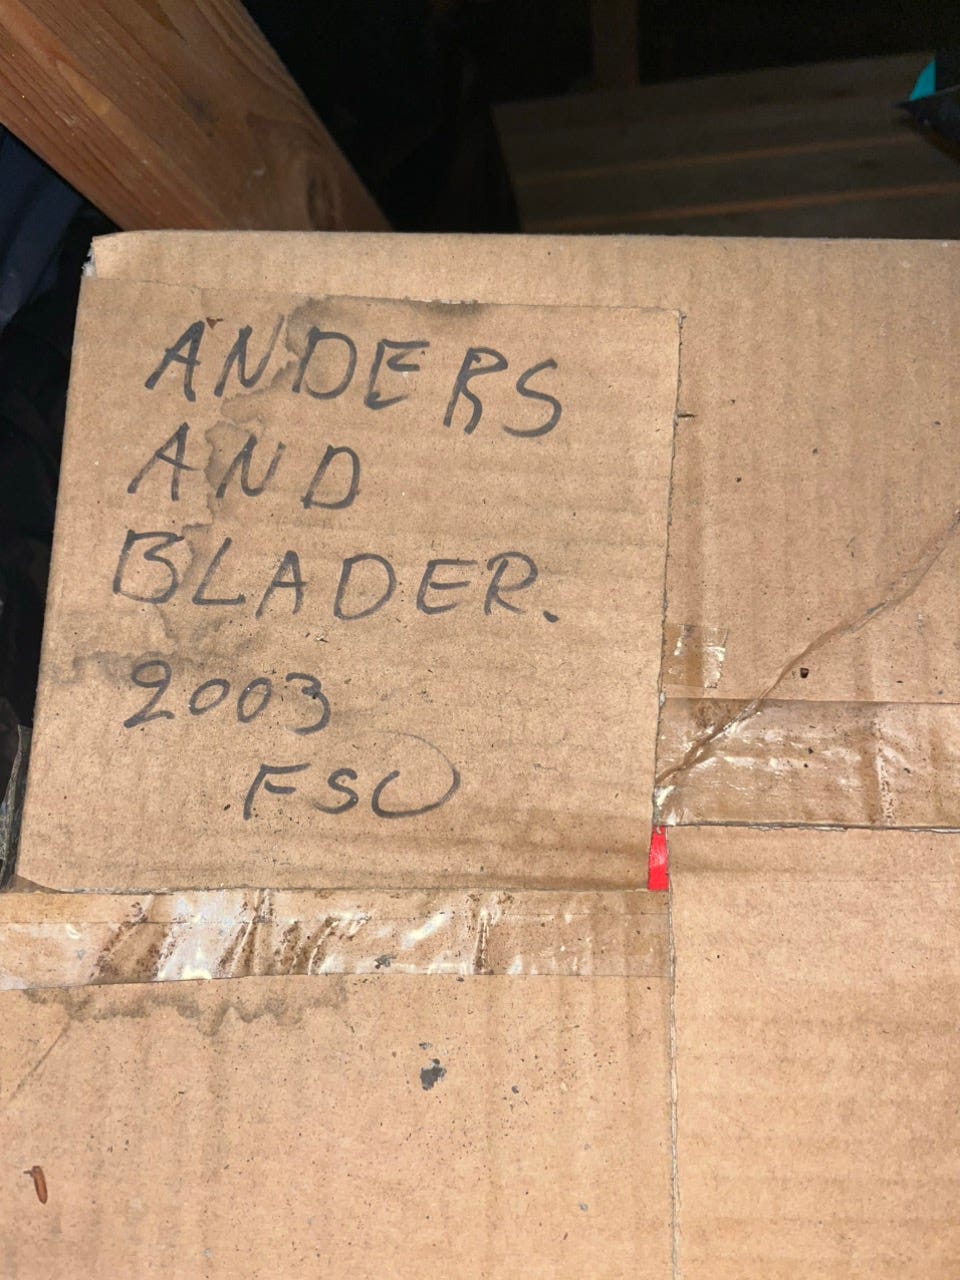 ANDERS
AND
BLADER.
2003
FSO